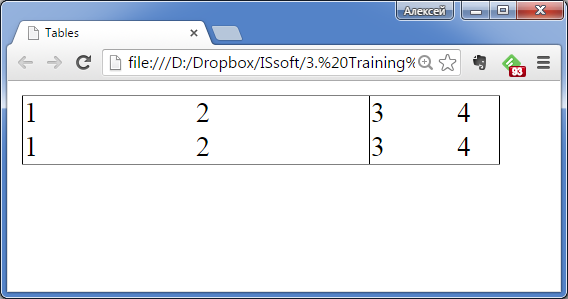 Алексей
Tables
file:///D:/Dropbox/ISsoft/3.%20Training%
93
1 2 3 4
1 2 3 4